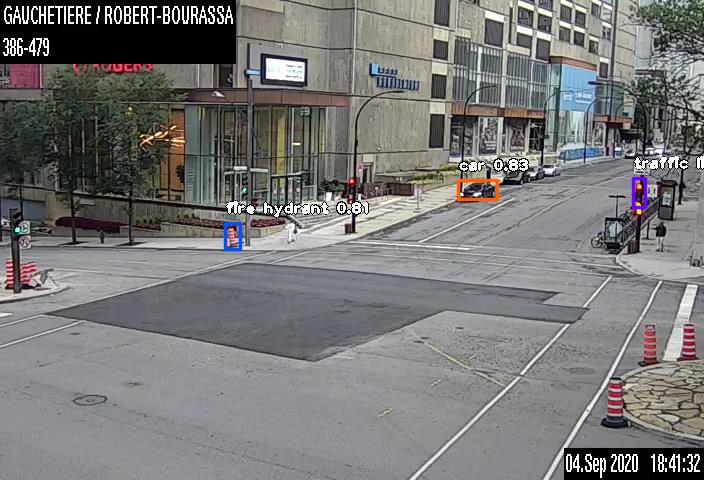 GAUCHETIERE / ROBERT-BOURASSA
386-479
ROGERS
car 0.83
traffic l
fire hydrant 0.81
04.Sep 2020 18:41:32